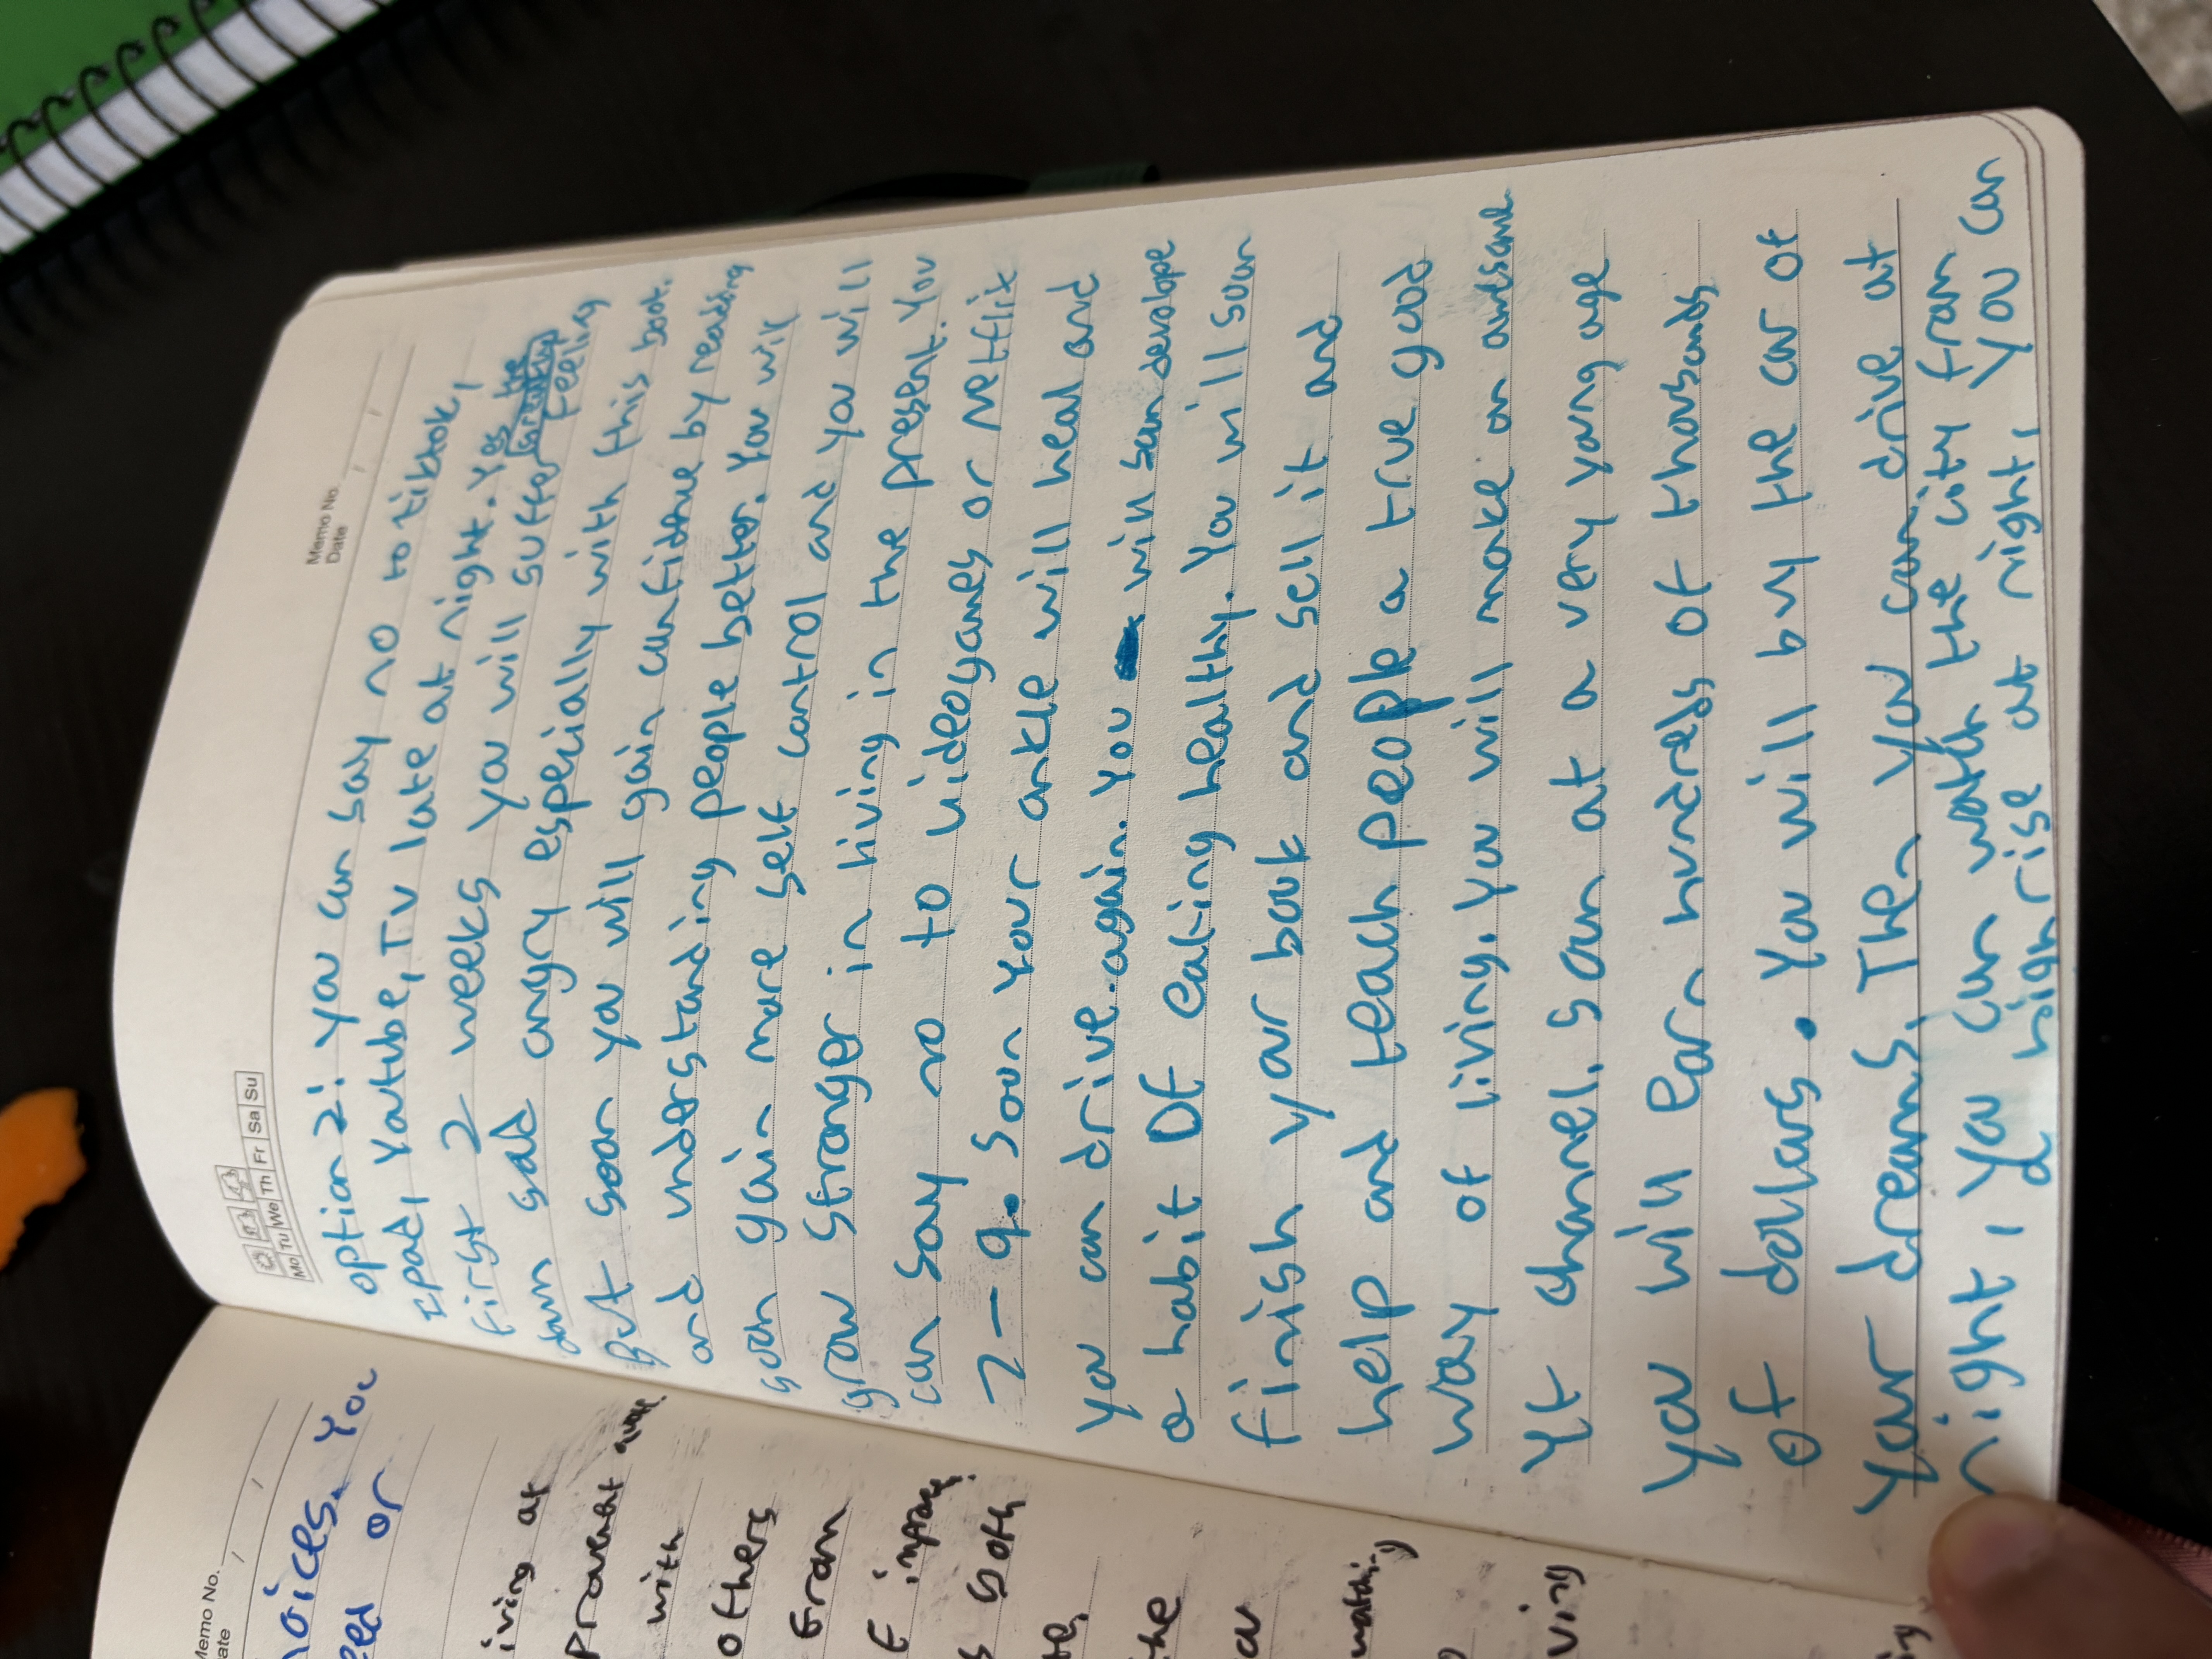 Memo No.
ate / /
hoices. You
eed or
iving at
provement
with
others
Gram
E improve
s both
te,
the
watching
ving
Mo Tu We Th Fr Sa Su
Memo No.
Date / /
option 2! you can say no to tiktok,
ipad, Youtube, TV late at night. Yes the
first 2 weeks you will suffer feeling
down sad angry especially with this boot.
But soon you will gain confidence by reading
and understanding people better. You will
soon gain more self control and you will
grow stronger in living in the present. You
can say no to videogames or Netflix
7-9. Soon your ankle will heal and
you can drive again. You will soon develope
a habit of eating healthy. You will soon
finish your book and sell it and
help and teach people a true good
way of living. You will make an awesome
Yt channel. Soon at a very young age
you will earn hundreds of thousands
of dollars. You will buy the car of
your dreams. Then you can drive at
night, you can watch the city from
a highrise at night, you can